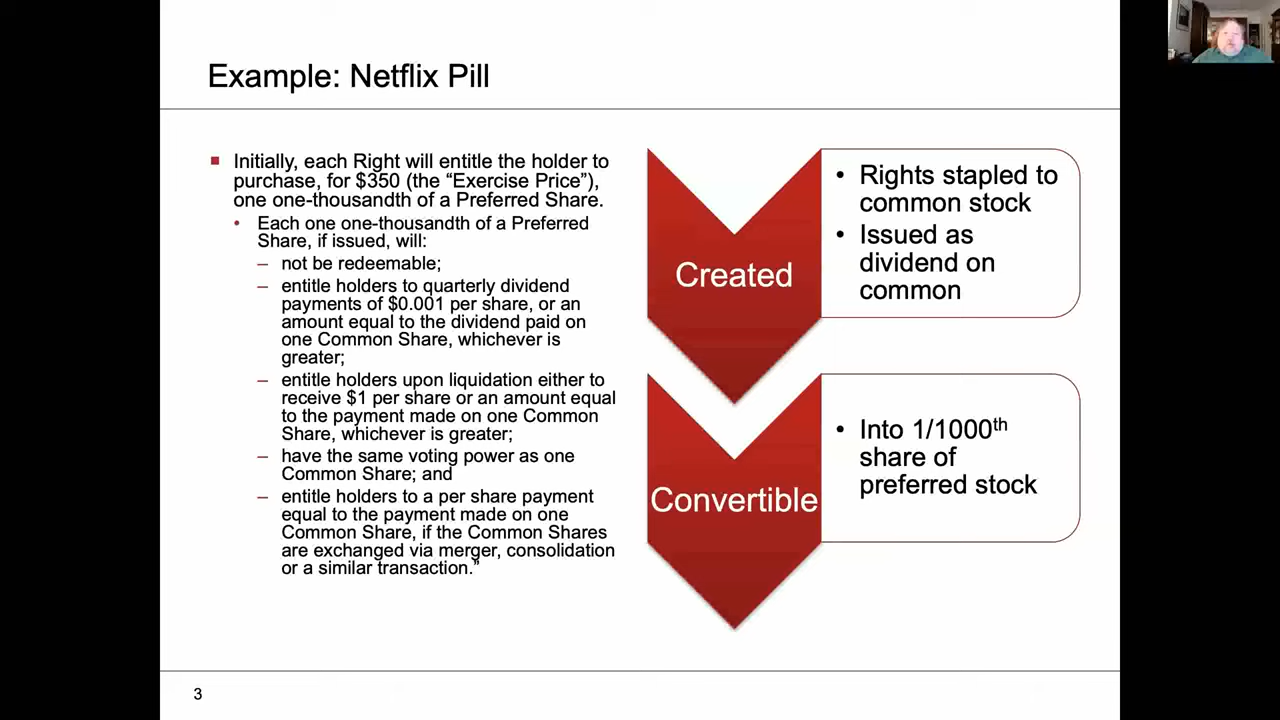 Example: Netflix Pill
Initially, each Right will entitle the holder to
purchase, for $350 (the “Exercise Price”),
one one-thousandth of a Preferred Share.
• Each one one-thousandth of a Preferred
Share, if issued, will:
– not be redeemable;
– entitle holders to quarterly dividend
payments of $0.001 per share, or an
amount equal to the dividend paid on
one Common Share, whichever is
greater;
– entitle holders upon liquidation either to
receive $1 per share or an amount equal
to the payment made on one Common
Share, whichever is greater;
– have the same voting power as one
Common Share; and
– entitle holders to a per share payment
equal to the payment made on one
Common Share, if the Common Shares
are exchanged via merger, consolidation
or a similar transaction.”
Created
• Rights stapled to
common stock
• Issued as
dividend on
common
Convertible
• Into 1/1000th
share of
preferred stock
3